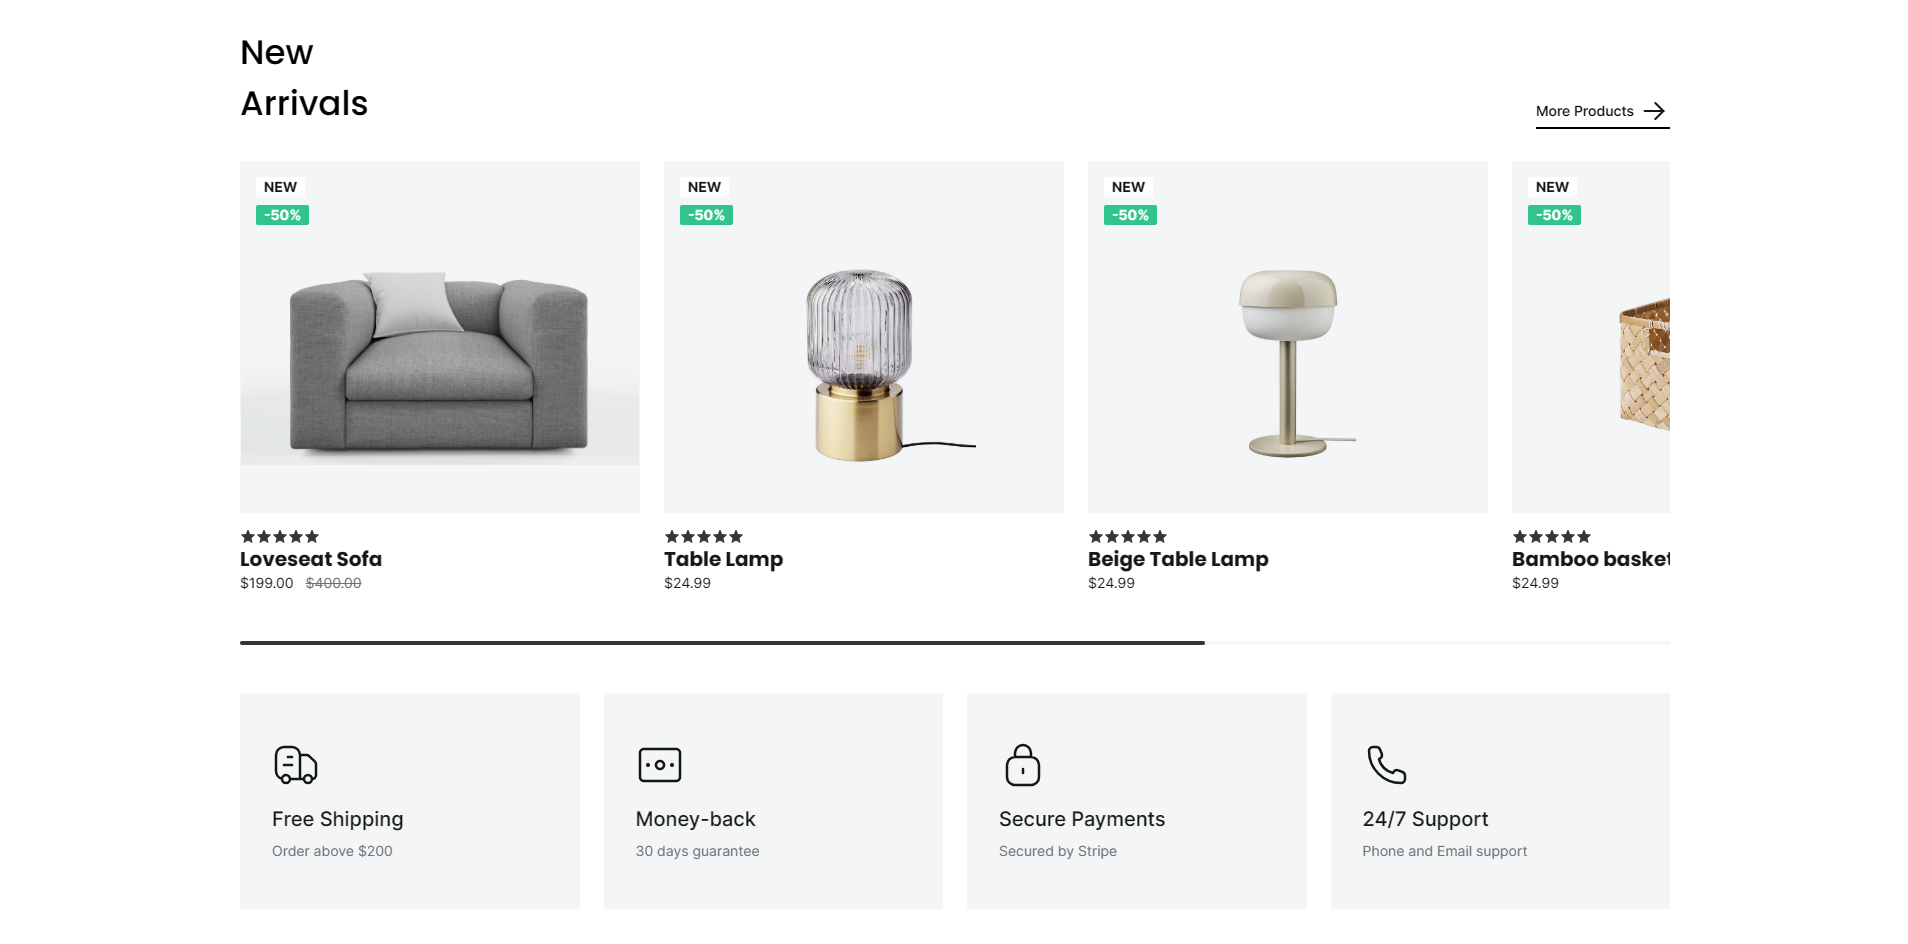 New
Arrivals
More Products
NEW
-50%
NEW
-50%
NEW
-50%
NEW
-50%
Loveseat Sofa
$199.00 $400.00
Table Lamp
$24.99
Beige Table Lamp
$24.99
Bamboo basket
$24.99
Free Shipping
Order above $200
Money-back
30 days guarantee
Secure Payments
Secured by Stripe
24/7 Support
Phone and Email support